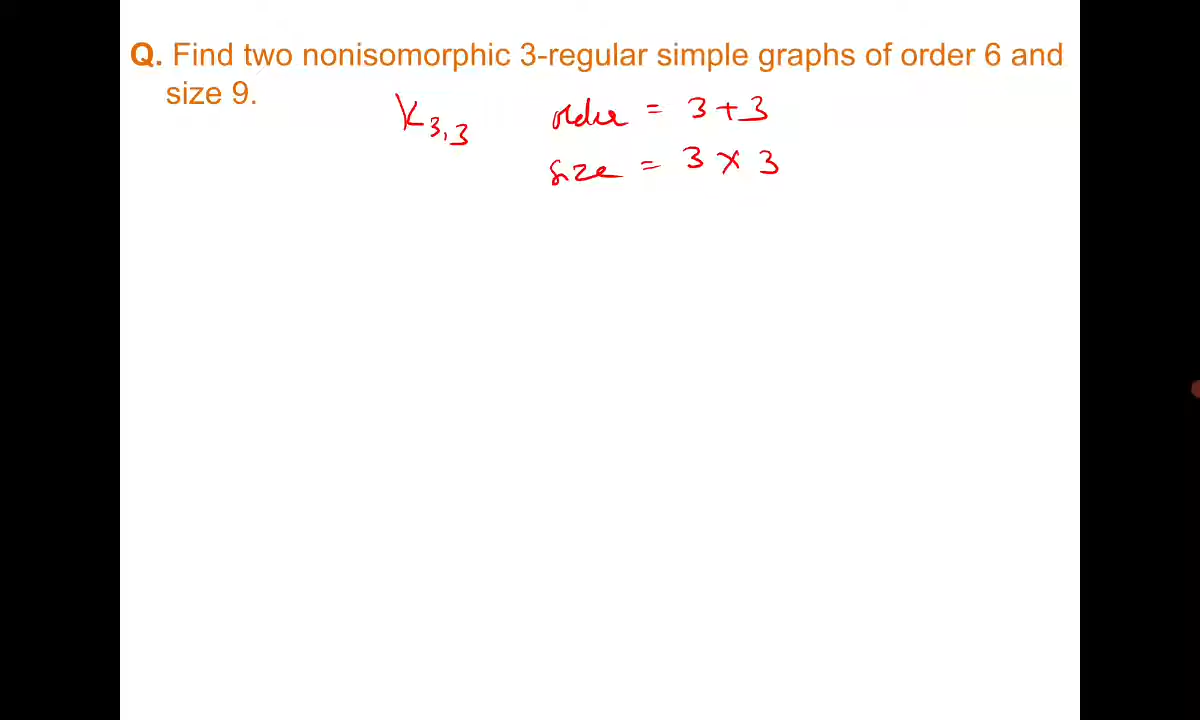 Q. Find two nonisomorphic 3-regular simple graphs of order 6 and
size 9.
K3,3 order = 3+3
size = 3 × 3